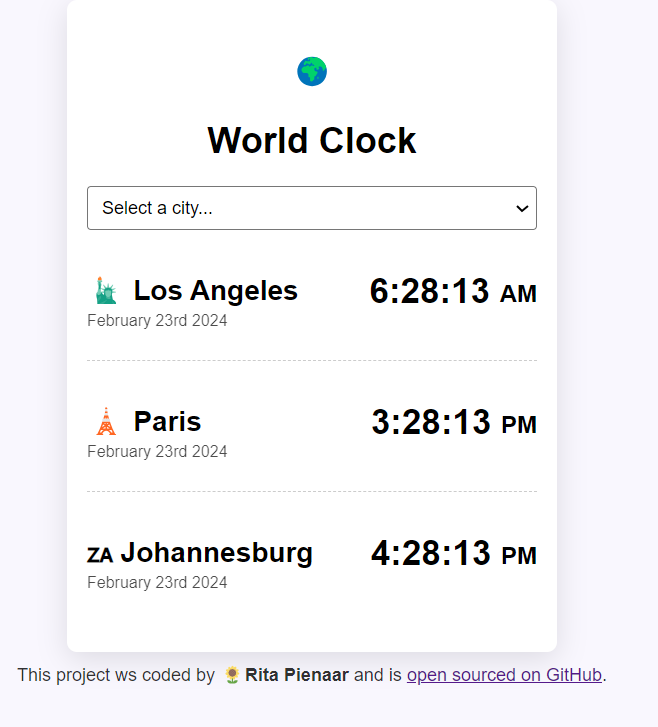 World Clock
Select a city...
Los Angeles 6:28:13 AM
February 23rd 2024
Paris 3:28:13 PM
February 23rd 2024
ZA Johannesburg 4:28:13 PM
February 23rd 2024
This project ws coded by 🌻 Rita Pienaar and is open sourced on GitHub.